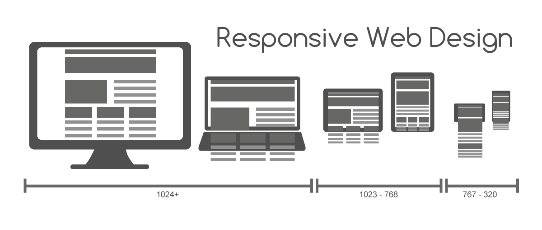 Responsive Web Design
1024+
1023 - 768
767 - 320